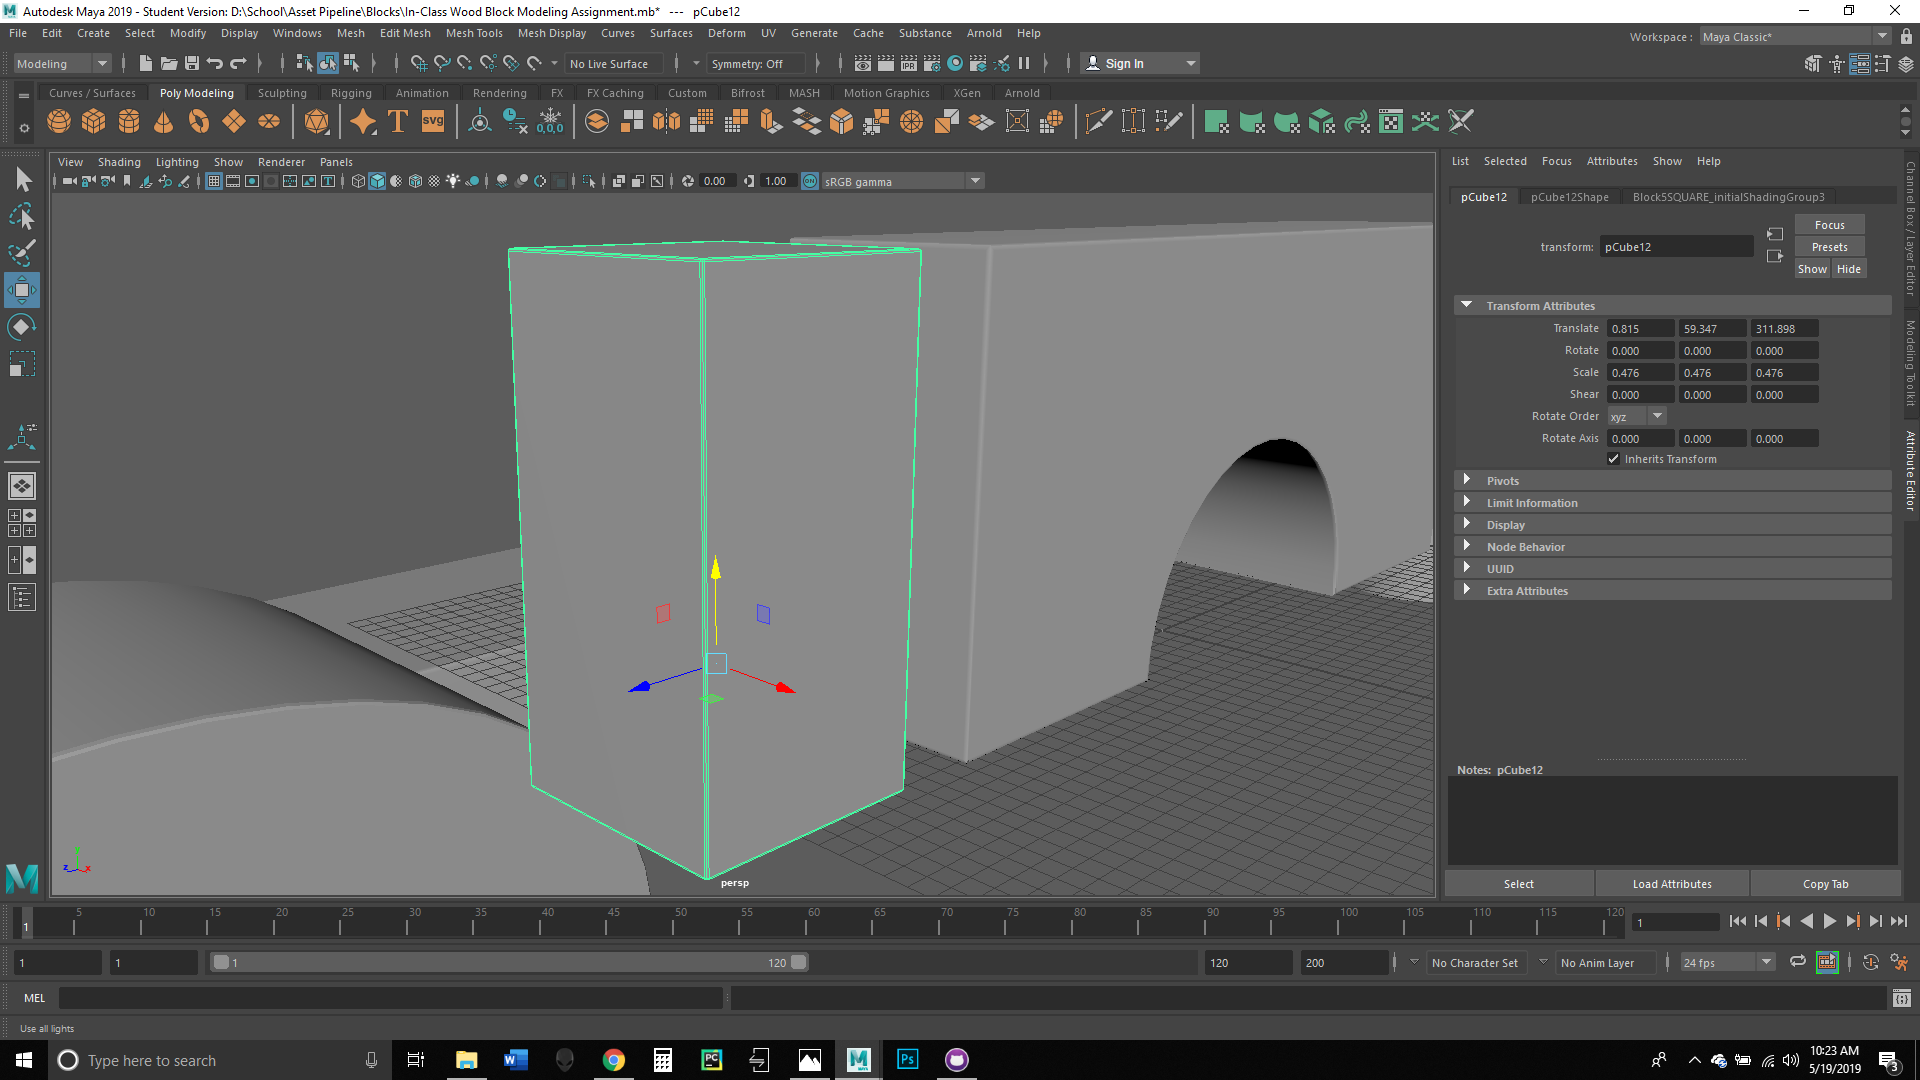 Autodesk Maya 2019 - Student Version: D:\School\Asset Pipeline\Blocks\In-Class Wood Block Modeling Assignment.mb* --- pCube12
File Edit Create Select Modify Display Windows Mesh Edit Mesh Mesh Tools Mesh Display Curves Surfaces Deform UV Generate Cache Substance Arnold Help
Workspace : Maya Classic*
Modeling No Live Surface Symmetry: Off IPR Sign In
Curves / Surfaces Poly Modeling Sculpting Rigging Animation Rendering FX FX Caching Custom Bifrost MASH Motion Graphics XGen Arnold
T SVG 0,0,0
View Shading Lighting Show Renderer Panels
0.00 1.00 ON sRGB gamma
persp
z x
List Selected Focus Attributes Show Help
pCube12 pCube12Shape Block5SQUARE_initialShadingGroup3
transform: pCube12
Focus
Presets
Show Hide
Transform Attributes
Translate 0.815 59.347 311.898
Rotate 0.000 0.000 0.000
Scale 0.476 0.476 0.476
Shear 0.000 0.000 0.000
Rotate Order xyz
Rotate Axis 0.000 0.000 0.000
Inherits Transform
Pivots
Limit Information
Display
Node Behavior
UUID
Extra Attributes
Notes: pCube12
Select Load Attributes Copy Tab
Channel Box / Layer Editor
Modeling Toolkit
Attribute Editor
1 5 10 15 20 25 30 35 40 45 50 55 60 65 70 75 80 85 90 95 100 105 110 115 120 1
1 1 1 120 120 200 No Character Set No Anim Layer 24 fps
MEL
Use all lights
Type here to search
10:23 AM
5/19/2019
3